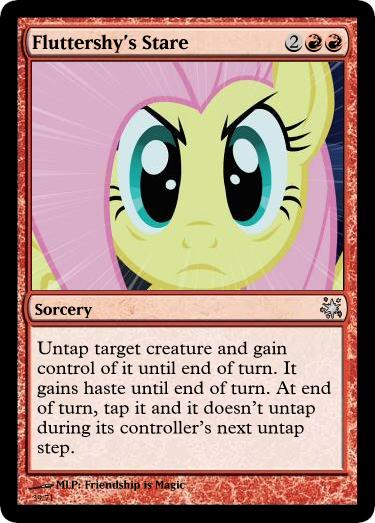 Fluttershy's Stare 2
Sorcery
Untap target creature and gain
control of it until end of turn. It
gains haste until end of turn. At end
of turn, tap it and it doesn't untap
during its controller's next untap
step.
MLP: Friendship is Magic